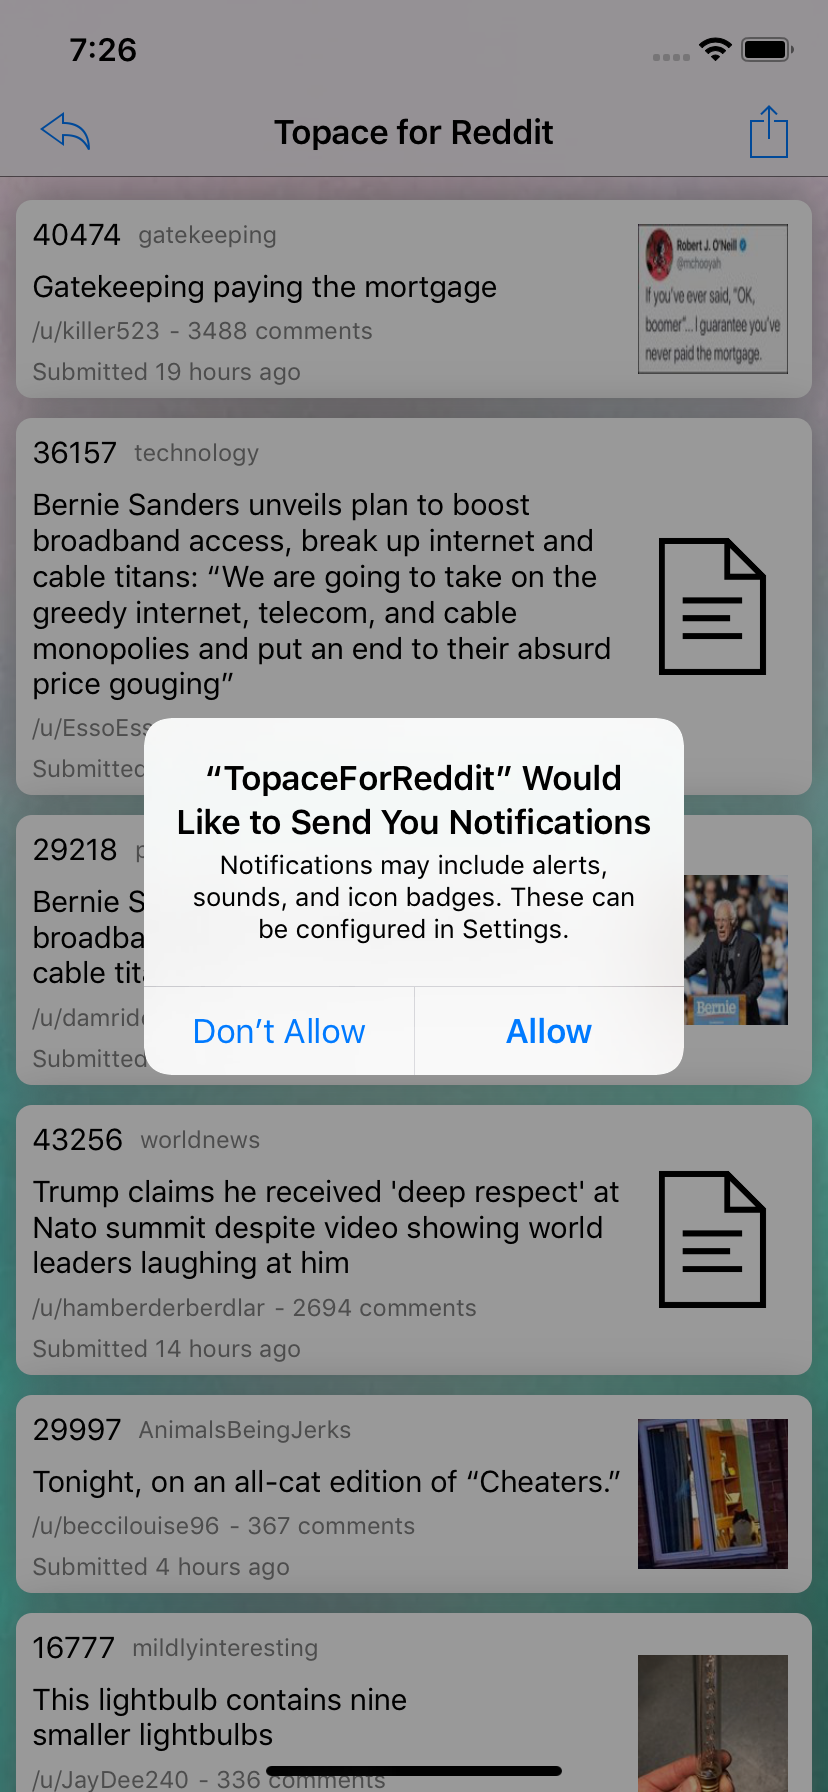 7:26
Topace for Reddit
40474 gatekeeping
Gatekeeping paying the mortgage
/u/killer523 - 3488 comments
Submitted 19 hours ago
Robert J. O'Neill
@mchooyah
If you've ever said, "OK,
boomer"... I guarantee you've
never paid the mortgage.
36157 technology
Bernie Sanders unveils plan to boost
broadband access, break up internet and
cable titans: “We are going to take on the
greedy internet, telecom, and cable
monopolies and put an end to their absurd
price gouging”
/u/EssoEss
Submitted
“TopaceForReddit” Would
Like to Send You Notifications
Notifications may include alerts,
sounds, and icon badges. These can
be configured in Settings.
Don’t Allow
Allow
29218 p
Bernie S
broadba
cable tit
/u/damrid
Submitted
Bernie
43256 worldnews
Trump claims he received 'deep respect' at
Nato summit despite video showing world
leaders laughing at him
/u/hamberderberdlar - 2694 comments
Submitted 14 hours ago
29997 AnimalsBeingJerks
Tonight, on an all-cat edition of “Cheaters.”
/u/beccilouise96 - 367 comments
Submitted 4 hours ago
16777 mildlyinteresting
This lightbulb contains nine
smaller lightbulbs
/u/JayDee240 - 336 comments